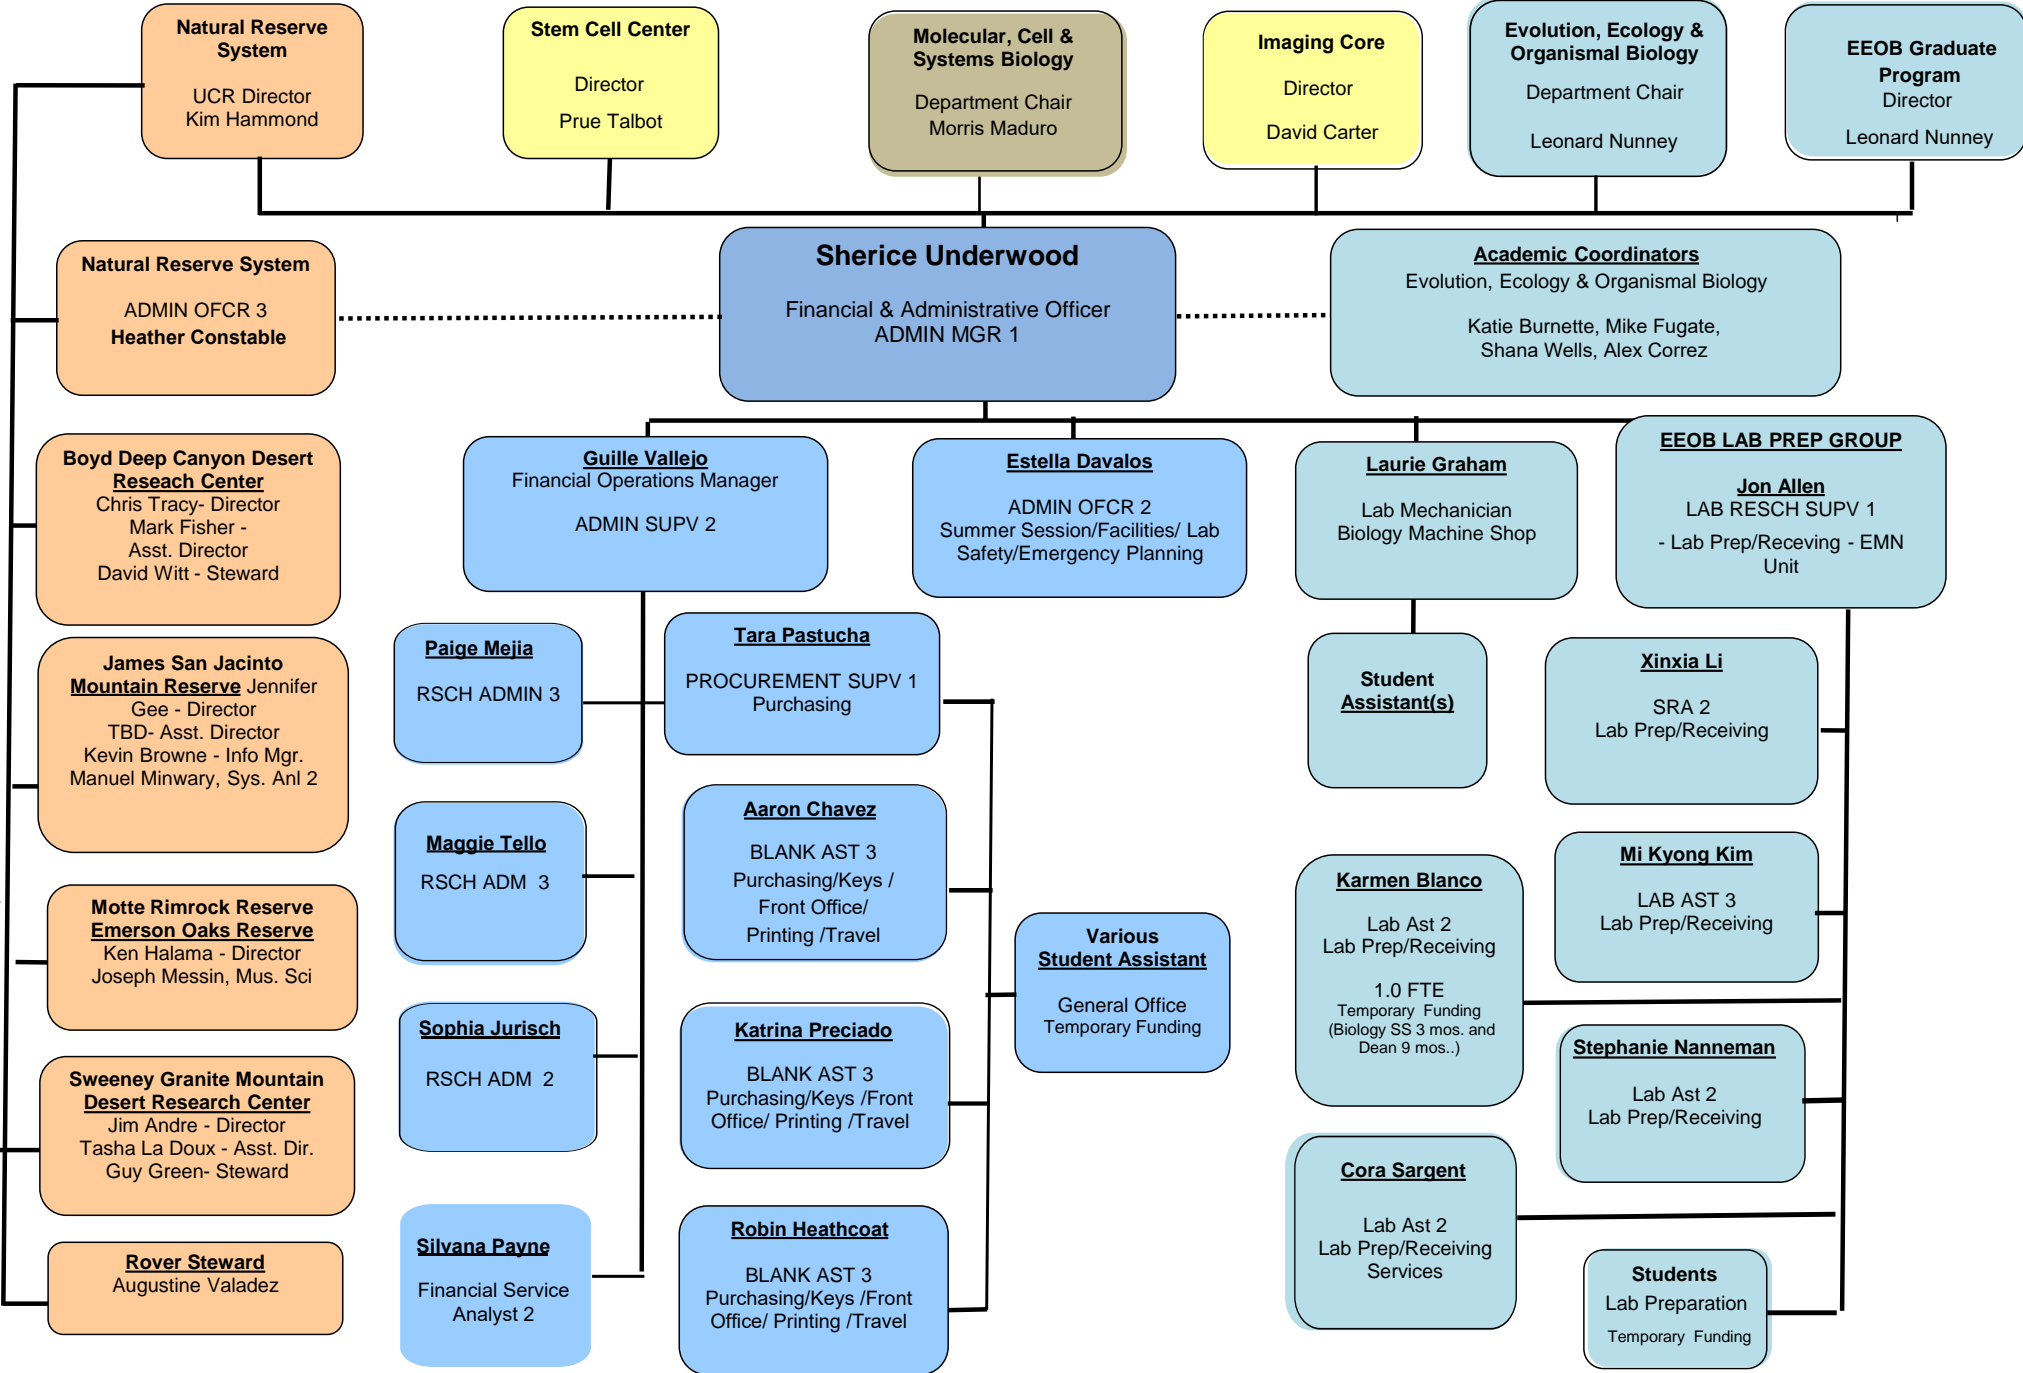 Natural Reserve
System
UCR Director
Kim Hammond
Stem Cell Center
Director
Prue Talbot
Molecular, Cell &
Systems Biology
Department Chair
Morris Maduro
Imaging Core
Director
David Carter
Evolution, Ecology &
Organismal Biology
Department Chair
Leonard Nunney
EEOB Graduate
Program
Director
Leonard Nunney
Natural Reserve System
ADMIN OFCR 3
Heather Constable
Sherice Underwood
Financial & Administrative Officer
ADMIN MGR 1
Academic Coordinators
Evolution, Ecology & Organismal Biology
Katie Burnette, Mike Fugate,
Shana Wells, Alex Correz
Boyd Deep Canyon Desert
Reseach Center
Chris Tracy- Director
Mark Fisher -
Asst. Director
David Witt - Steward
Guille Vallejo
Financial Operations Manager
ADMIN SUPV 2
Estella Davalos
ADMIN OFCR 2
Summer Session/Facilities/ Lab
Safety/Emergency Planning
Laurie Graham
Lab Mechanician
Biology Machine Shop
EEOB LAB PREP GROUP
Jon Allen
LAB RESCH SUPV 1
- Lab Prep/Receving - EMN
Unit
James San Jacinto
Mountain Reserve Jennifer
Gee - Director
TBD- Asst. Director
Kevin Browne - Info Mgr.
Manuel Minwary, Sys. Anl 2
Paige Mejia
RSCH ADMIN 3
Tara Pastucha
PROCUREMENT SUPV 1
Purchasing
Student
Assistant(s)
Xinxia Li
SRA 2
Lab Prep/Receiving
Maggie Tello
RSCH ADM  3
Aaron Chavez
BLANK AST 3
Purchasing/Keys /
Front Office/
Printing /Travel
Karmen Blanco
Lab Ast 2
Lab Prep/Receiving
1.0 FTE
Temporary  Funding
(Biology SS 3 mos. and
Dean 9 mos..)
Mi Kyong Kim
LAB AST 3
Lab Prep/Receiving
Motte Rimrock Reserve
Emerson Oaks Reserve
Ken Halama - Director
Joseph Messin, Mus. Sci
Various
Student Assistant
General Office
Temporary Funding
Sophia Jurisch
RSCH ADM  2
Katrina Preciado
BLANK AST 3
Purchasing/Keys /Front
Office/ Printing /Travel
Stephanie Nanneman
Lab Ast 2
Lab Prep/Receiving
Sweeney Granite Mountain
Desert Research Center
Jim Andre - Director
Tasha La Doux - Asst. Dir.
Guy Green- Steward
Cora Sargent
Lab Ast 2
Lab Prep/Receiving
Services
Silvana Payne
Financial Service
Analyst 2
Robin Heathcoat
BLANK AST 3
Purchasing/Keys /Front
Office/ Printing /Travel
Rover Steward
Augustine Valadez
Students
Lab Preparation
Temporary  Funding